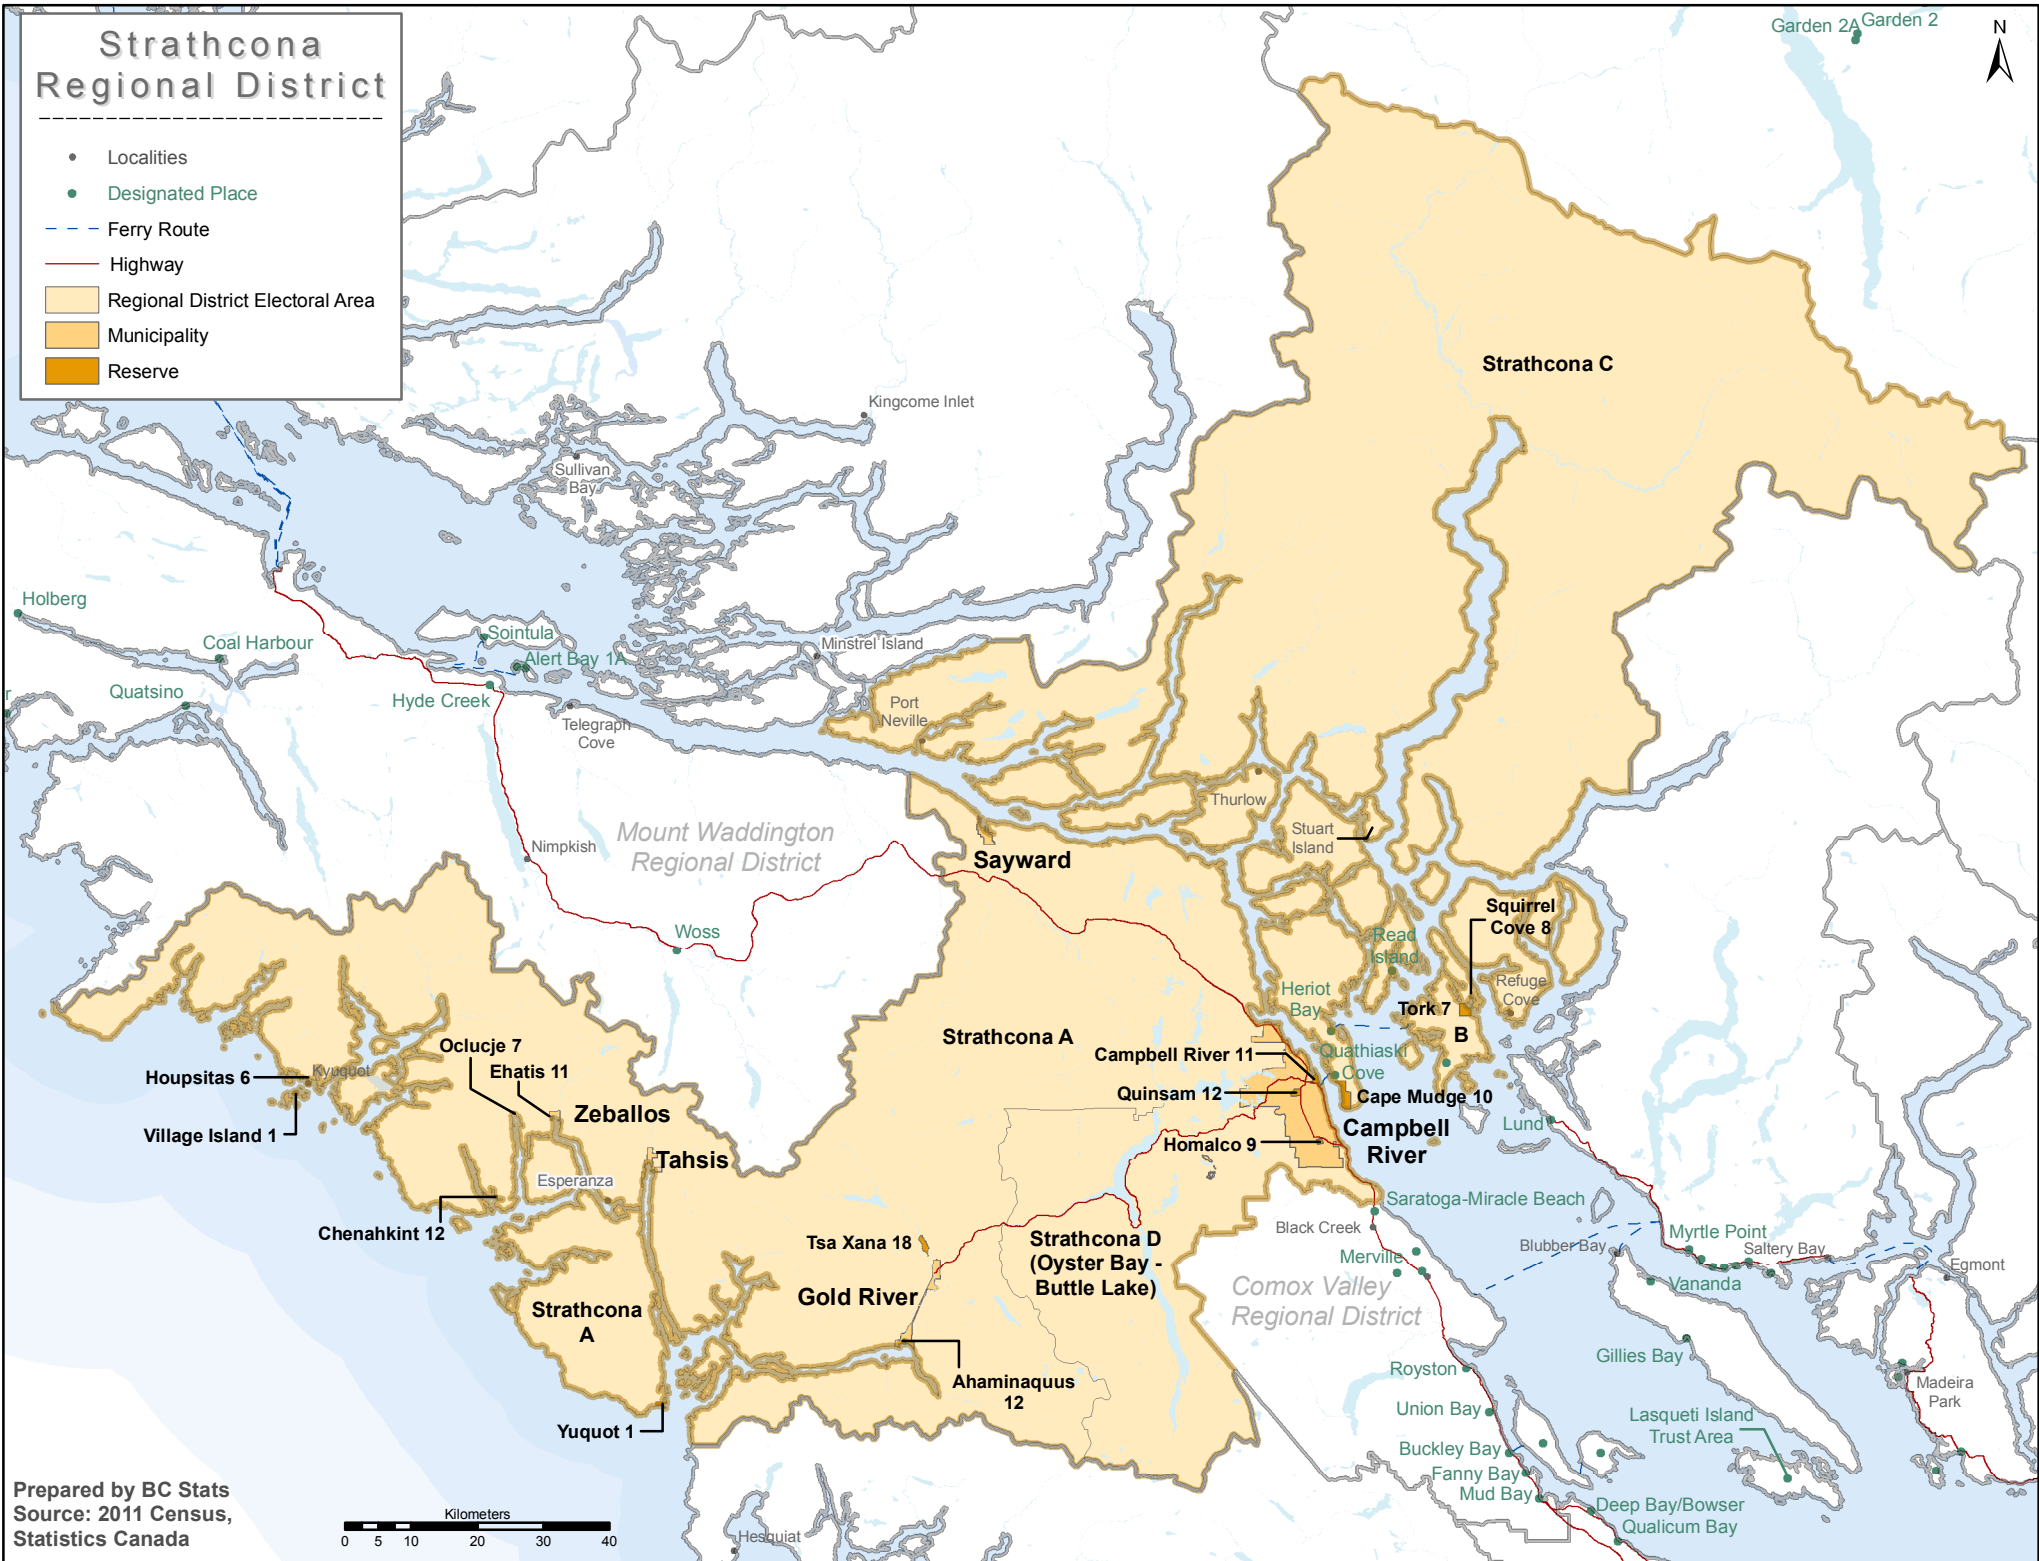 Strathcona
Regional District
Localities
Designated Place
Ferry Route
Highway
Regional District Electoral Area
Municipality
Reserve
Garden 2A
Garden 2
N
Strathcona C
Kingcome Inlet
Sullivan
Bay
Holberg
Coal Harbour
Quatsino
r
Sointula
Alert Bay 1A
Hyde Creek
Telegraph
Cove
Minstrel Island
Port
Neville
Thurlow
Stuart
Island
Nimpkish
Mount Waddington
Regional District
Sayward
Woss
Squirrel
Cove 8
Read
Island
Refuge
Cove
Heriot
Bay
Tork 7
B
Strathcona A
Campbell River 11
Quathiaski
Cove
Quinsam 12
Cape Mudge 10
Homalco 9
Campbell
River
Lund
Oclucje 7
Ehatis 11
Houpsitas 6
Kyuquot
Zeballos
Village Island 1
Tahsis
Esperanza
Chenahkint 12
Saratoga-Miracle Beach
Black Creek
Merville
Myrtle Point
Blubber Bay
Saltery Bay
Vananda
Egmont
Tsa Xana 18
Strathcona D
(Oyster Bay -
Buttle Lake)
Gold River
Comox Valley
Regional District
Strathcona
A
Ahaminaquus
12
Yuquot 1
Royston
Gillies Bay
Union Bay
Madeira
Park
Lasqueti Island
Trust Area
Buckley Bay
Fanny Bay
Mud Bay
Deep Bay/Bowser
Qualicum Bay
Hesquiat
Prepared by BC Stats
Source: 2011 Census,
Statistics Canada
Kilometers
0 5 10 20 30 40